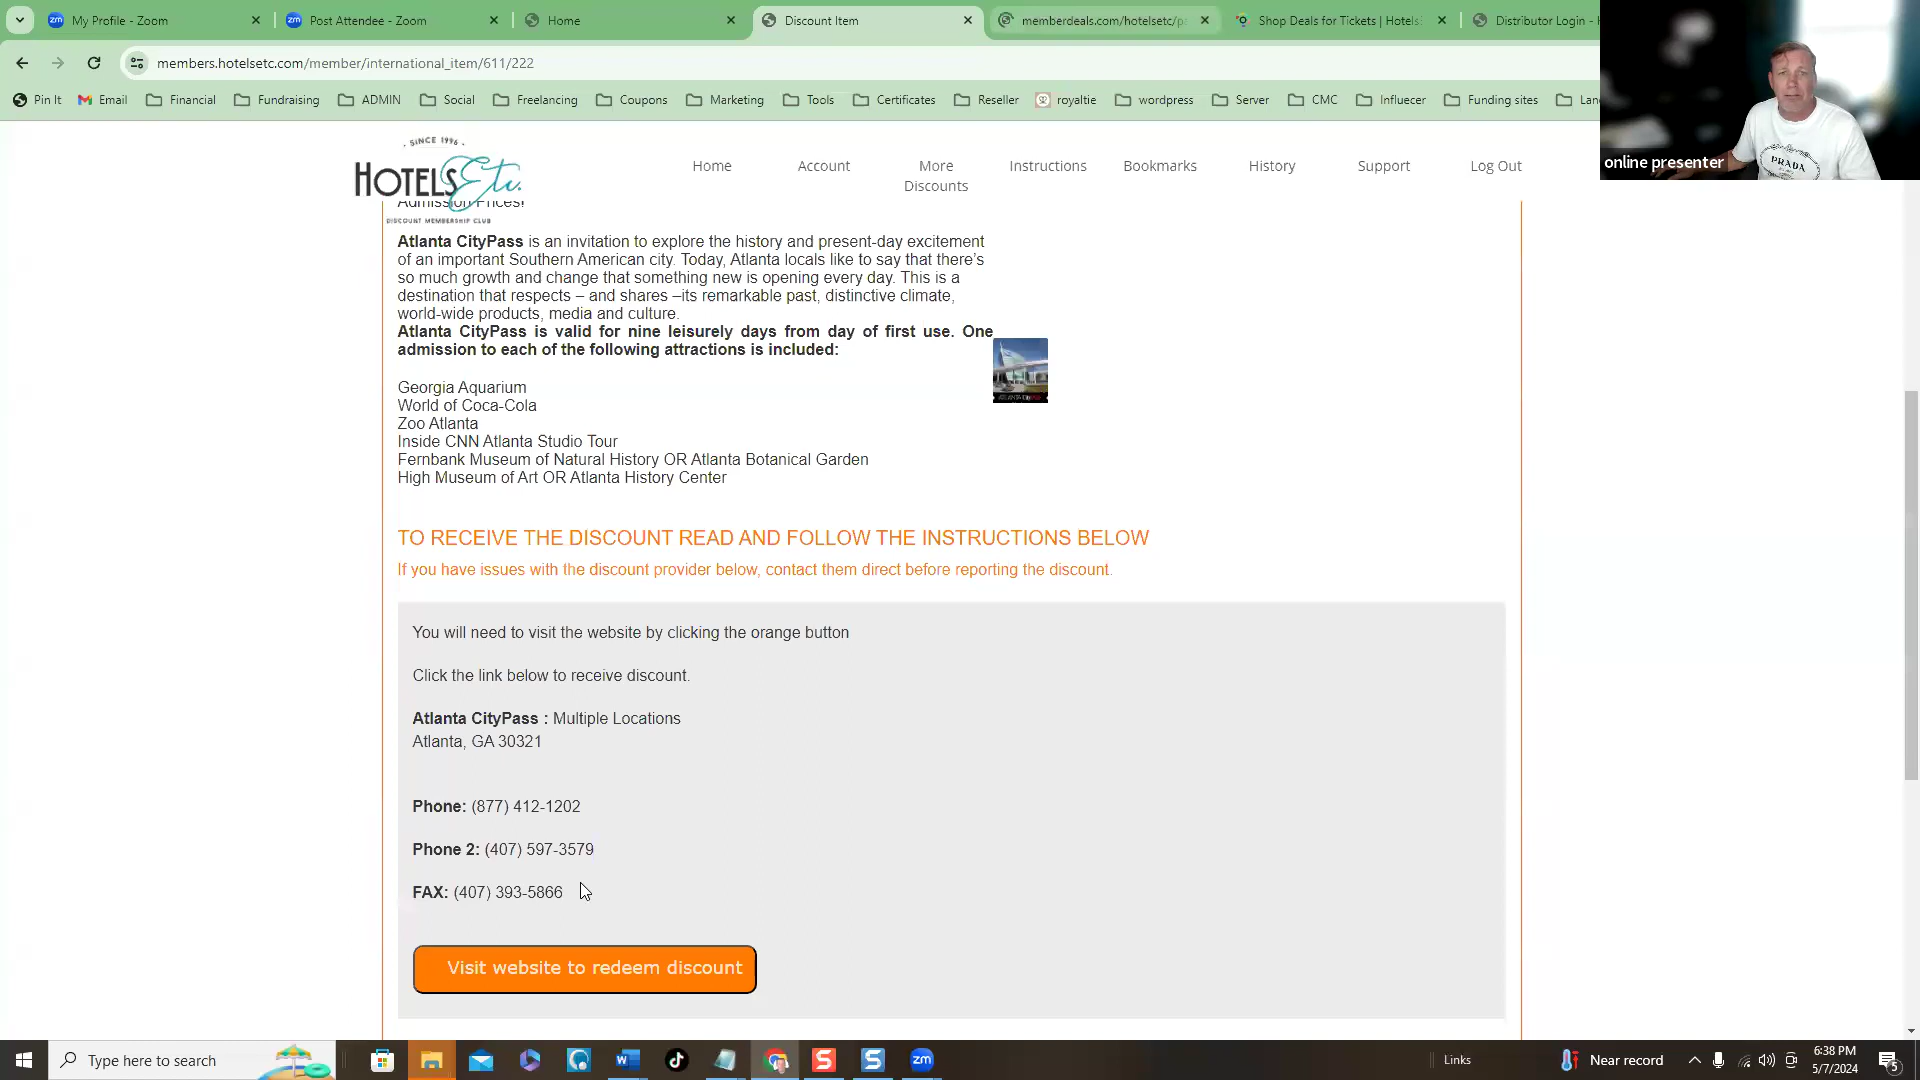 My Profile - Zoom
Post Attendee - Zoom
Home
Discount Item
memberdeals.com/hotelsetc/p
Shop Deals for Tickets | Hotels
Distributor Login -
members.hotelsetc.com/member/international_item/611/222
Pin It
Email
Financial
Fundraising
ADMIN
Social
Freelancing
Coupons
Marketing
Tools
Certificates
Reseller
royaltie
wordpress
Server
CMC
Influecer
Funding sites
Lan
online presenter
PRADA
. SINCE 1996 .
HOTELS Etc.
DISCOUNT MEMBERSHIP CLUB
Home
Account
More
Discounts
Instructions
Bookmarks
History
Support
Log Out
Admission Prices!
Atlanta CityPass is an invitation to explore the history and present-day excitement
of an important Southern American city. Today, Atlanta locals like to say that there's
so much growth and change that something new is opening every day. This is a
destination that respects – and shares –its remarkable past, distinctive climate,
world-wide products, media and culture.
Atlanta CityPass is valid for nine leisurely days from day of first use. One
admission to each of the following attractions is included:
Georgia Aquarium
World of Coca-Cola
Zoo Atlanta
Inside CNN Atlanta Studio Tour
Fernbank Museum of Natural History OR Atlanta Botanical Garden
High Museum of Art OR Atlanta History Center
TO RECEIVE THE DISCOUNT READ AND FOLLOW THE INSTRUCTIONS BELOW
If you have issues with the discount provider below, contact them direct before reporting the discount.
You will need to visit the website by clicking the orange button
Click the link below to receive discount.
Atlanta CityPass : Multiple Locations
Atlanta, GA 30321
Phone: (877) 412-1202
Phone 2: (407) 597-3579
FAX: (407) 393-5866
Visit website to redeem discount
Type here to search
Links
Near record
6:38 PM
5/7/2024
5